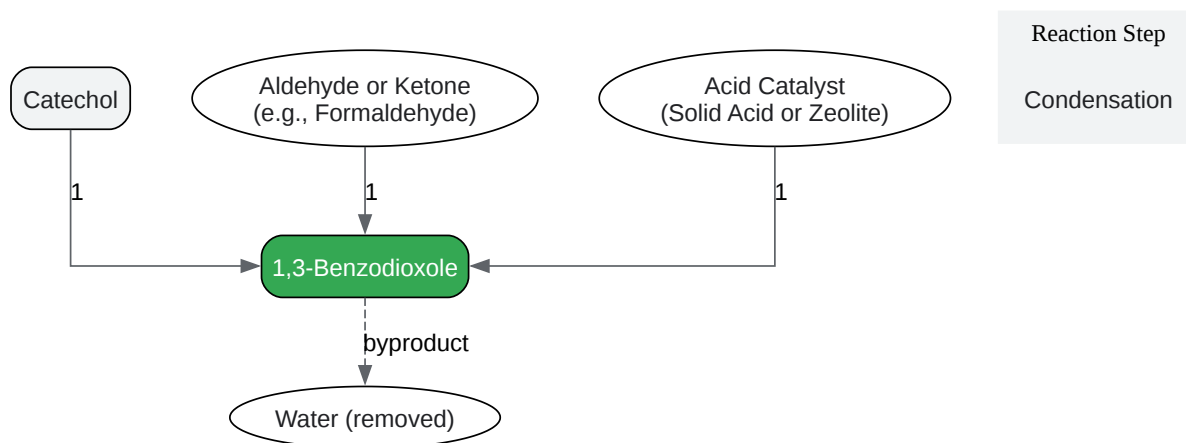 Reaction Step
Catechol
Aldehyde or Ketone
(e.g., Formaldehyde)
Acid Catalyst
(Solid Acid or Zeolite)
Condensation
1
1
1
1,3-Benzodioxole
byproduct
Water (removed)